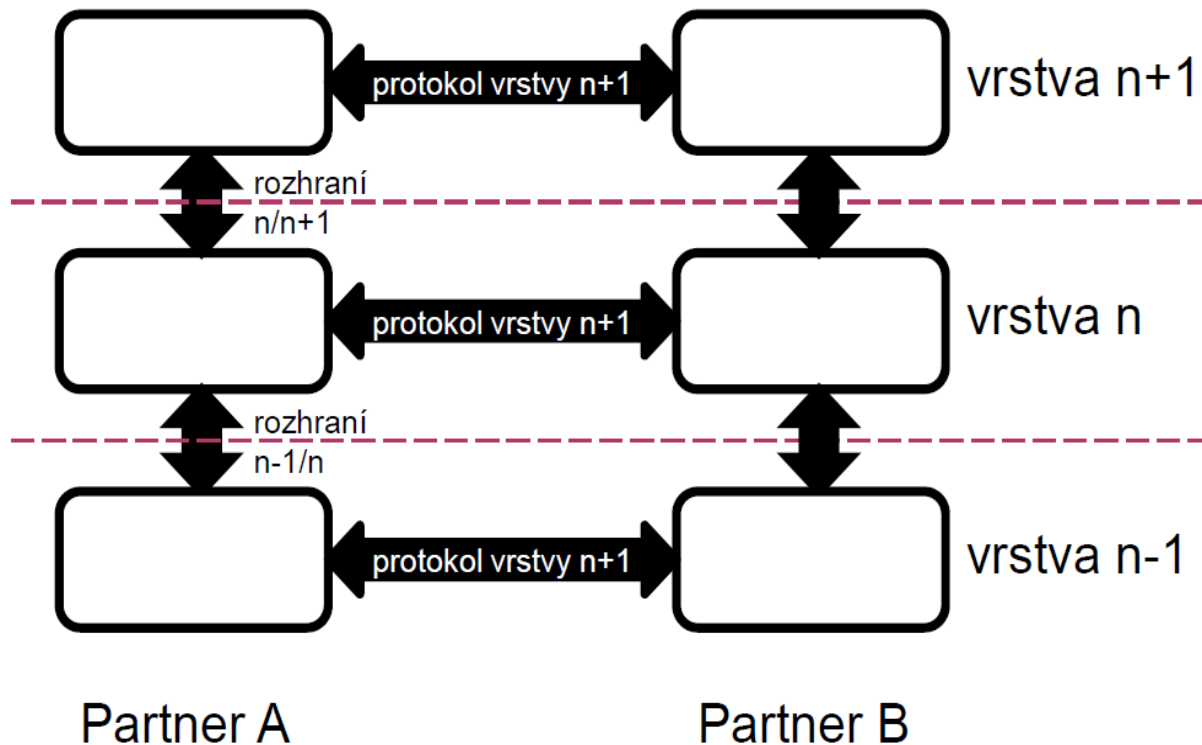 protokol vrstvy n+1
vrstva n+1
rozhraní
n/n+1
protokol vrstvy n+1
vrstva n
rozhraní
n-1/n
protokol vrstvy n+1
vrstva n-1
Partner A
Partner B